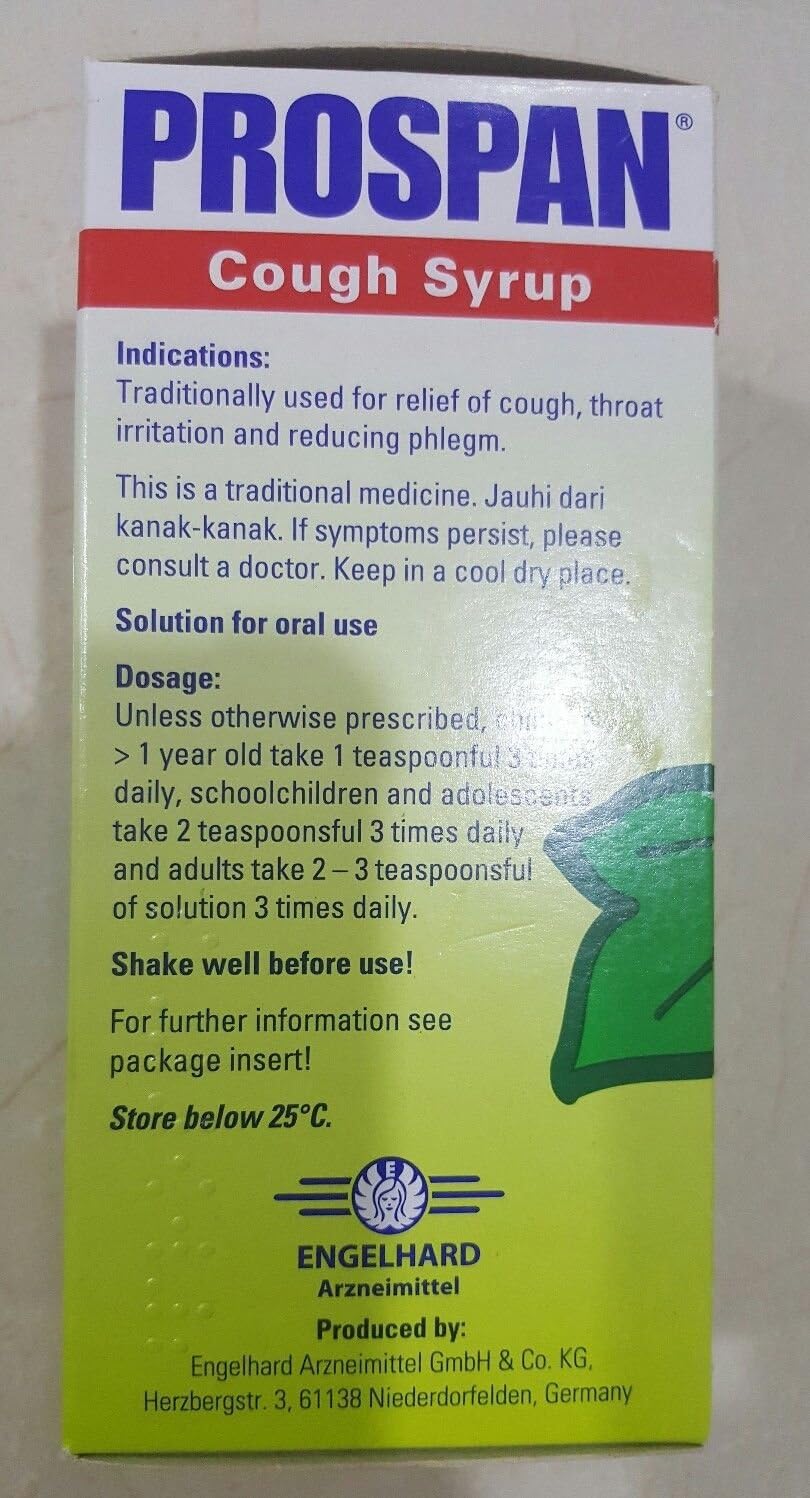 PROSPAN®
Cough Syrup
Indications:
Traditionally used for relief of cough, throat
irritation and reducing phlegm.
This is a traditional medicine. Jauhi dari
kanak-kanak. If symptoms persist, please
consult a doctor. Keep in a cool dry place.
Solution for oral use
Dosage:
Unless otherwise prescribed,
> 1 year old take 1 teaspoonful 3 times
daily, schoolchildren and adolescents
take 2 teaspoonsful 3 times daily
and adults take 2 – 3 teaspoonsful
of solution 3 times daily.
Shake well before use!
For further information see
package insert!
Store below 25°C.
E
ENGELHARD
Arzneimittel
Produced by:
Engelhard Arzneimittel GmbH & Co. KG,
Herzbergstr. 3, 61138 Niederdorfelden, Germany